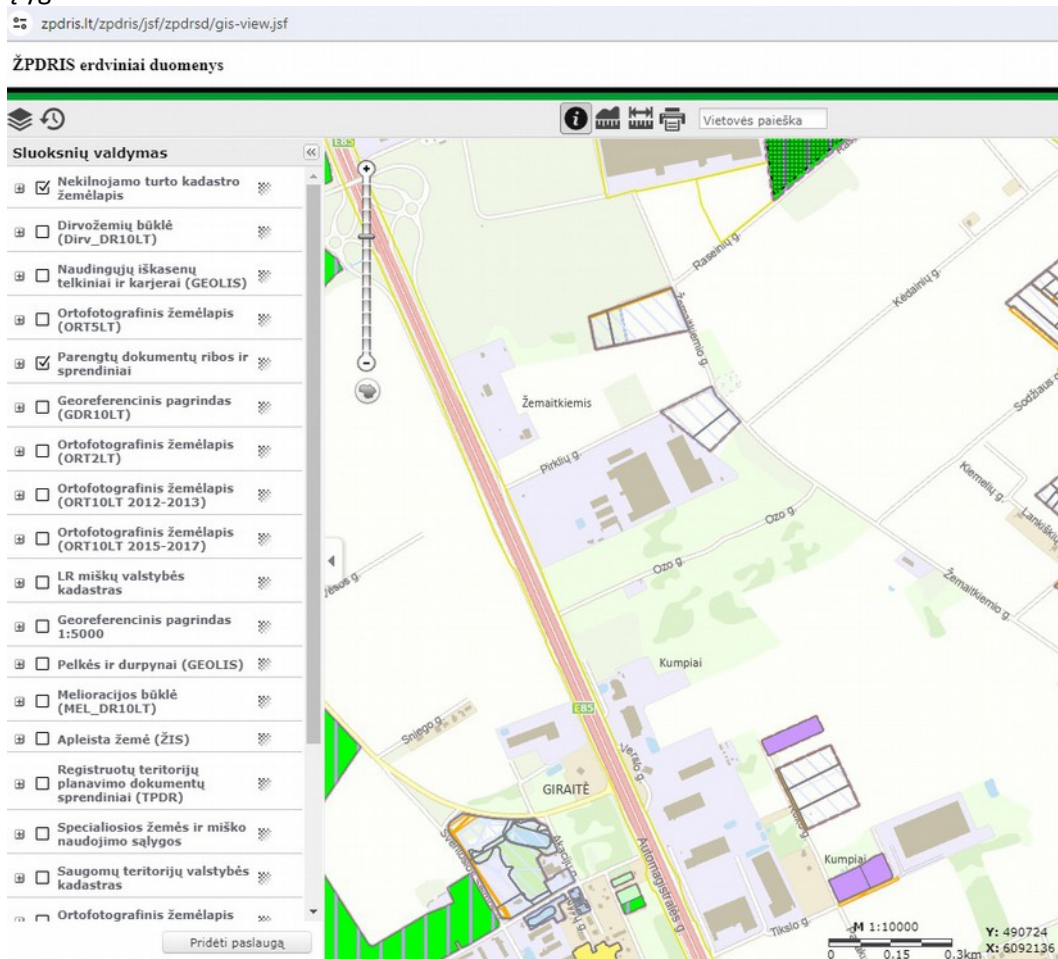 zpdris.lt/zpdris/jsf/zpdrsd/gis-view.jsf
ŽPDRIS erdviniai duomenys
Vietovės paieška
Sluoksnių valdymas
Nekilnojamo turto kadastro
žemėlapis
Dirvožemių būklė
(Dirv_DR10LT)
Naudingųjų iškasenų
telkiniai ir karjerai (GEOLIS)
Ortofotografinis žemėlapis
(ORT5LT)
Parengtų dokumentų ribos ir
sprendiniai
Georeferencinis pagrindas
(GDR10LT)
Ortofotografinis žemėlapis
(ORT2LT)
Ortofotografinis žemėlapis
(ORT10LT 2012-2013)
Ortofotografinis žemėlapis
(ORT10LT 2015-2017)
LR miškų valstybės
kadastras
Georeferencinis pagrindas
1:5000
Pelkės ir durpynai (GEOLIS)
Melioracijos būklė
(MEL_DR10LT)
Apleista žemė (ŽIS)
Registruotų teritorijų
planavimo dokumentų
sprendiniai (TPDR)
Specialiosios žemės ir miško
naudojimo sąlygos
Saugomų teritorijų valstybės
kadastras
Ortofotografinis žemėlapis
Pridėti paslaugą
E85
Raseinių g.
Kėdainių g.
Žemaitkiemio g.
Sodžiaus g.
Žemaitkiemis
Pirklių g.
Kiemelių g.
Ozo g.
Ozo g.
Žemaitkiemio g.
Kumpiai
E85
Sniego g.
Verslo g.
GIRAITĖ
Akacijų g.
Automagistralės g.
Kumpiai
Tikslo g.
M 1:10000
0 0.15 0.3km
Y: 490724
X: 6092136